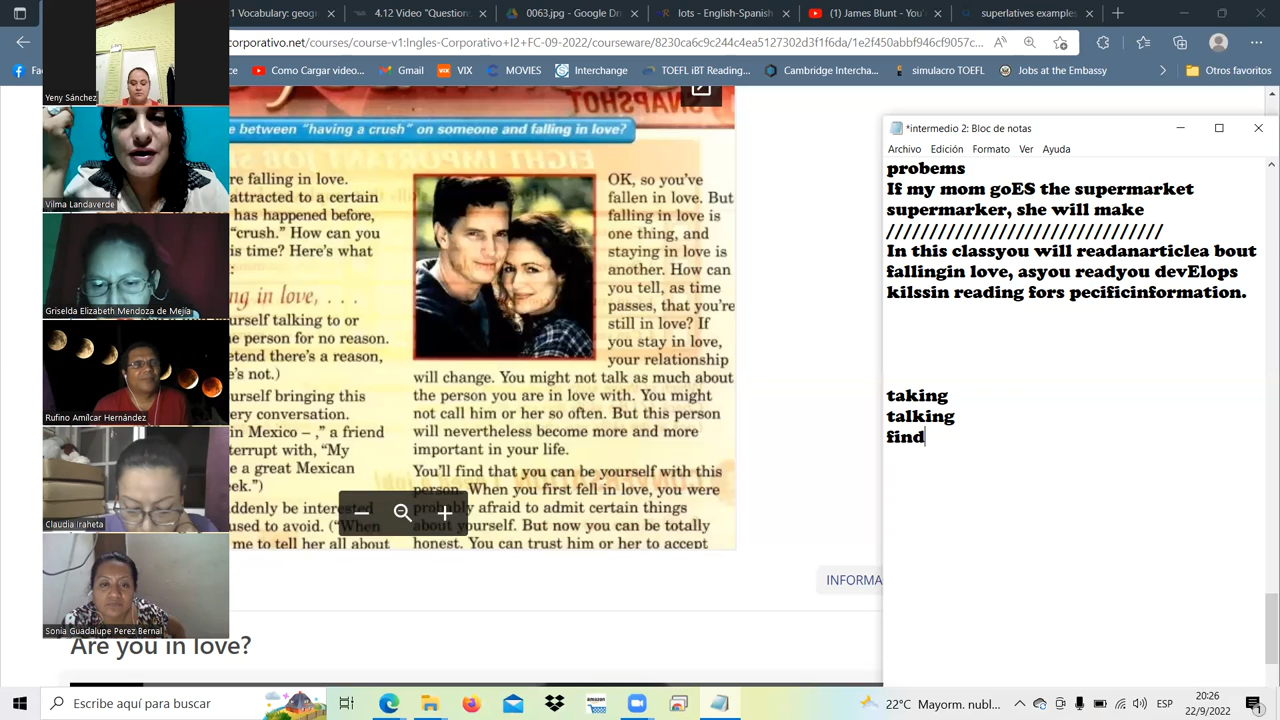 1 Vocabulary: geogr
4.12 Video "Question:
0063.jpg - Google Dr
lots - English-Spanish
(1) James Blunt - You'r
superlatives examples
corporativo.net/courses/course-v1:Ingles-Corporativo+I2+FC-09-2022/courseware/8230ca6c9c244c4ea5127302d3f1f6da/1e2f450abbf946cf9057c...
Como Cargar video...
Gmail
VIX
MOVIES
Interchange
TOEFL iBT Reading...
Cambridge Intercha...
simulacro TOEFL
Jobs at the Embassy
Otros favoritos
Yeny Sánchez
Vilma Landaverde
Griselda Elizabeth Mendoza de Mejía
Rufino Amílcar Hernández
Claudia Iraheta
Sonia Guadalupe Perez Bernal
SNAPSHOT
e between "having a crush" on someone and falling in love?
re falling in love.
attracted to a certain
has happened before,
"crush." How can you
is time? Here's what
:
ng in love, . . .
urself talking to or
e person for no reason.
etend there's a reason,
e's not.)
urself bringing this
ery conversation.
in Mexico – ," a friend
terrupt with, "My
e a great Mexican
ek.")
uddenly be interested
used to avoid. ("When
me to tell her all about
OK, so you've
fallen in love. But
falling in love is
one thing, and
staying in love is
another. How can
you tell, as time
passes, that you're
still in love? If
you stay in love,
your relationship
will change. You might not talk as much about
the person you are in love with. You might
not call him or her so often. But this person
will nevertheless become more and more
important in your life.
You'll find that you can be yourself with this
person. When you first fell in love, you were
probably afraid to admit certain things
about yourself. But now you can be totally
honest. You can trust him or her to accept
INFORMA
Are you in love?
*intermedio 2: Bloc de notas
Archivo Edición Formato Ver Ayuda
probems
If my mom goES the supermarket
supermarker, she will make
////////////////////////////////
In this classyou will readanarticlea bout
fallingin love, asyou readyou devElops
kilssin reading fors pecificinformation.
taking
talking
find
Escribe aquí para buscar
22°C Mayorm. nubl...
ESP
20:26
22/9/2022
1